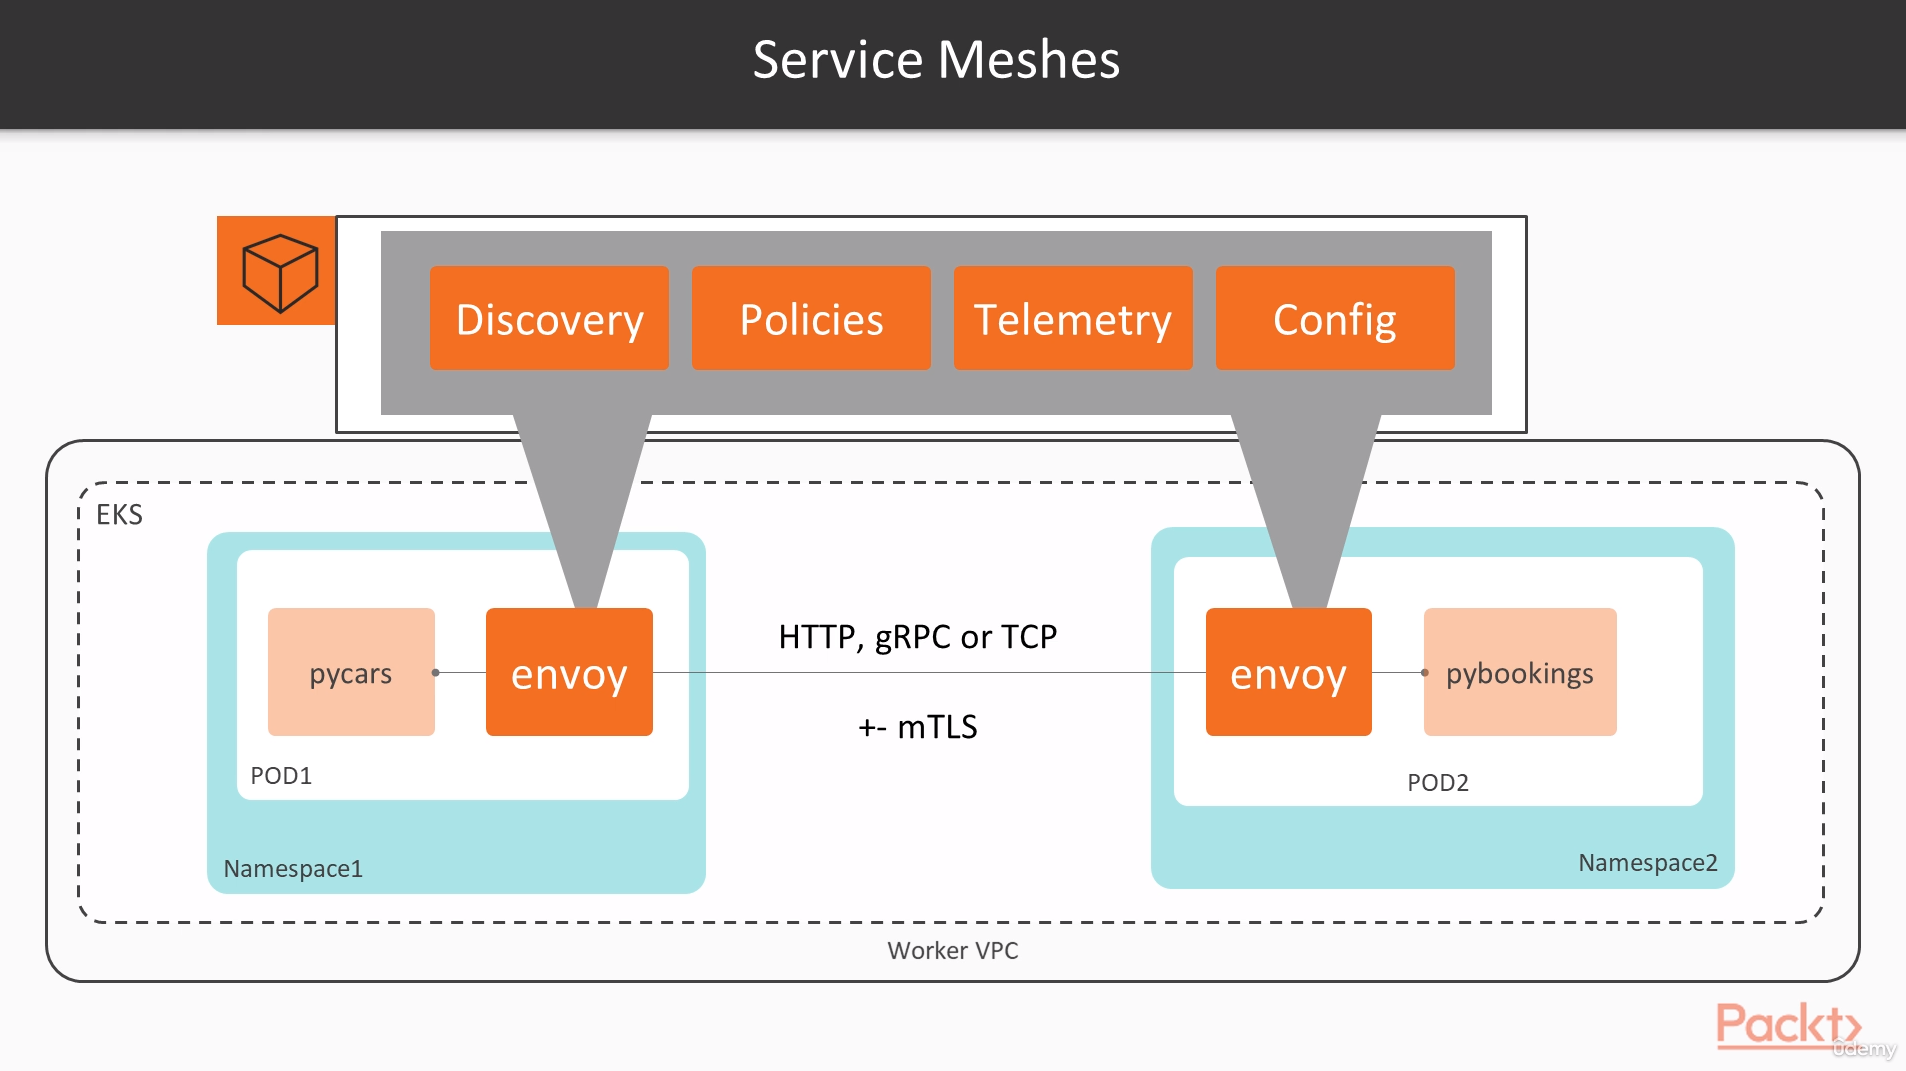 Service Meshes
Discovery
Policies
Telemetry
Config
EKS
pycars
envoy
HTTP, gRPC or TCP
+- mTLS
envoy
pybookings
POD1
POD2
Namespace1
Namespace2
Worker VPC
Packt
ûdemy